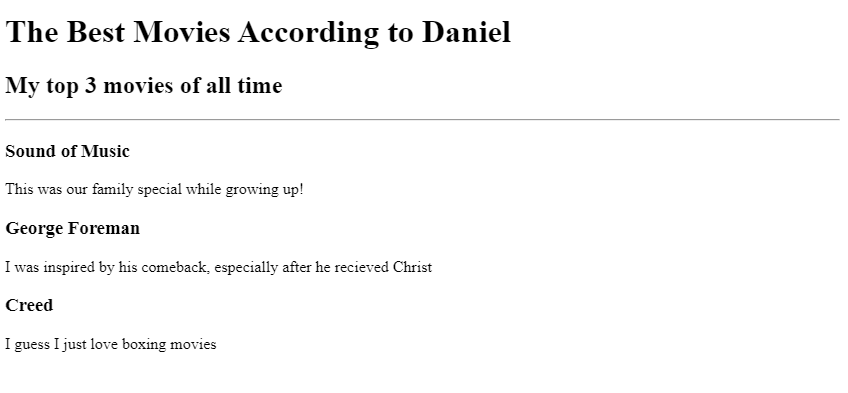 The Best Movies According to Daniel
My top 3 movies of all time
Sound of Music
This was our family special while growing up!
George Foreman
I was inspired by his comeback, especially after he recieved Christ
Creed
I guess I just love boxing movies